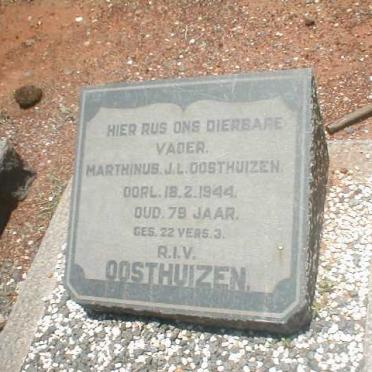 HIER RUS ONS DIERBARE
VADER.
MARTHINUS. J. L. OOSTHUIZEN.
OORL. 18.2.1944.
OUD. 79 JAAR.
GES. 22 VERS. 3.
R.I.V.
OOSTHUIZEN.